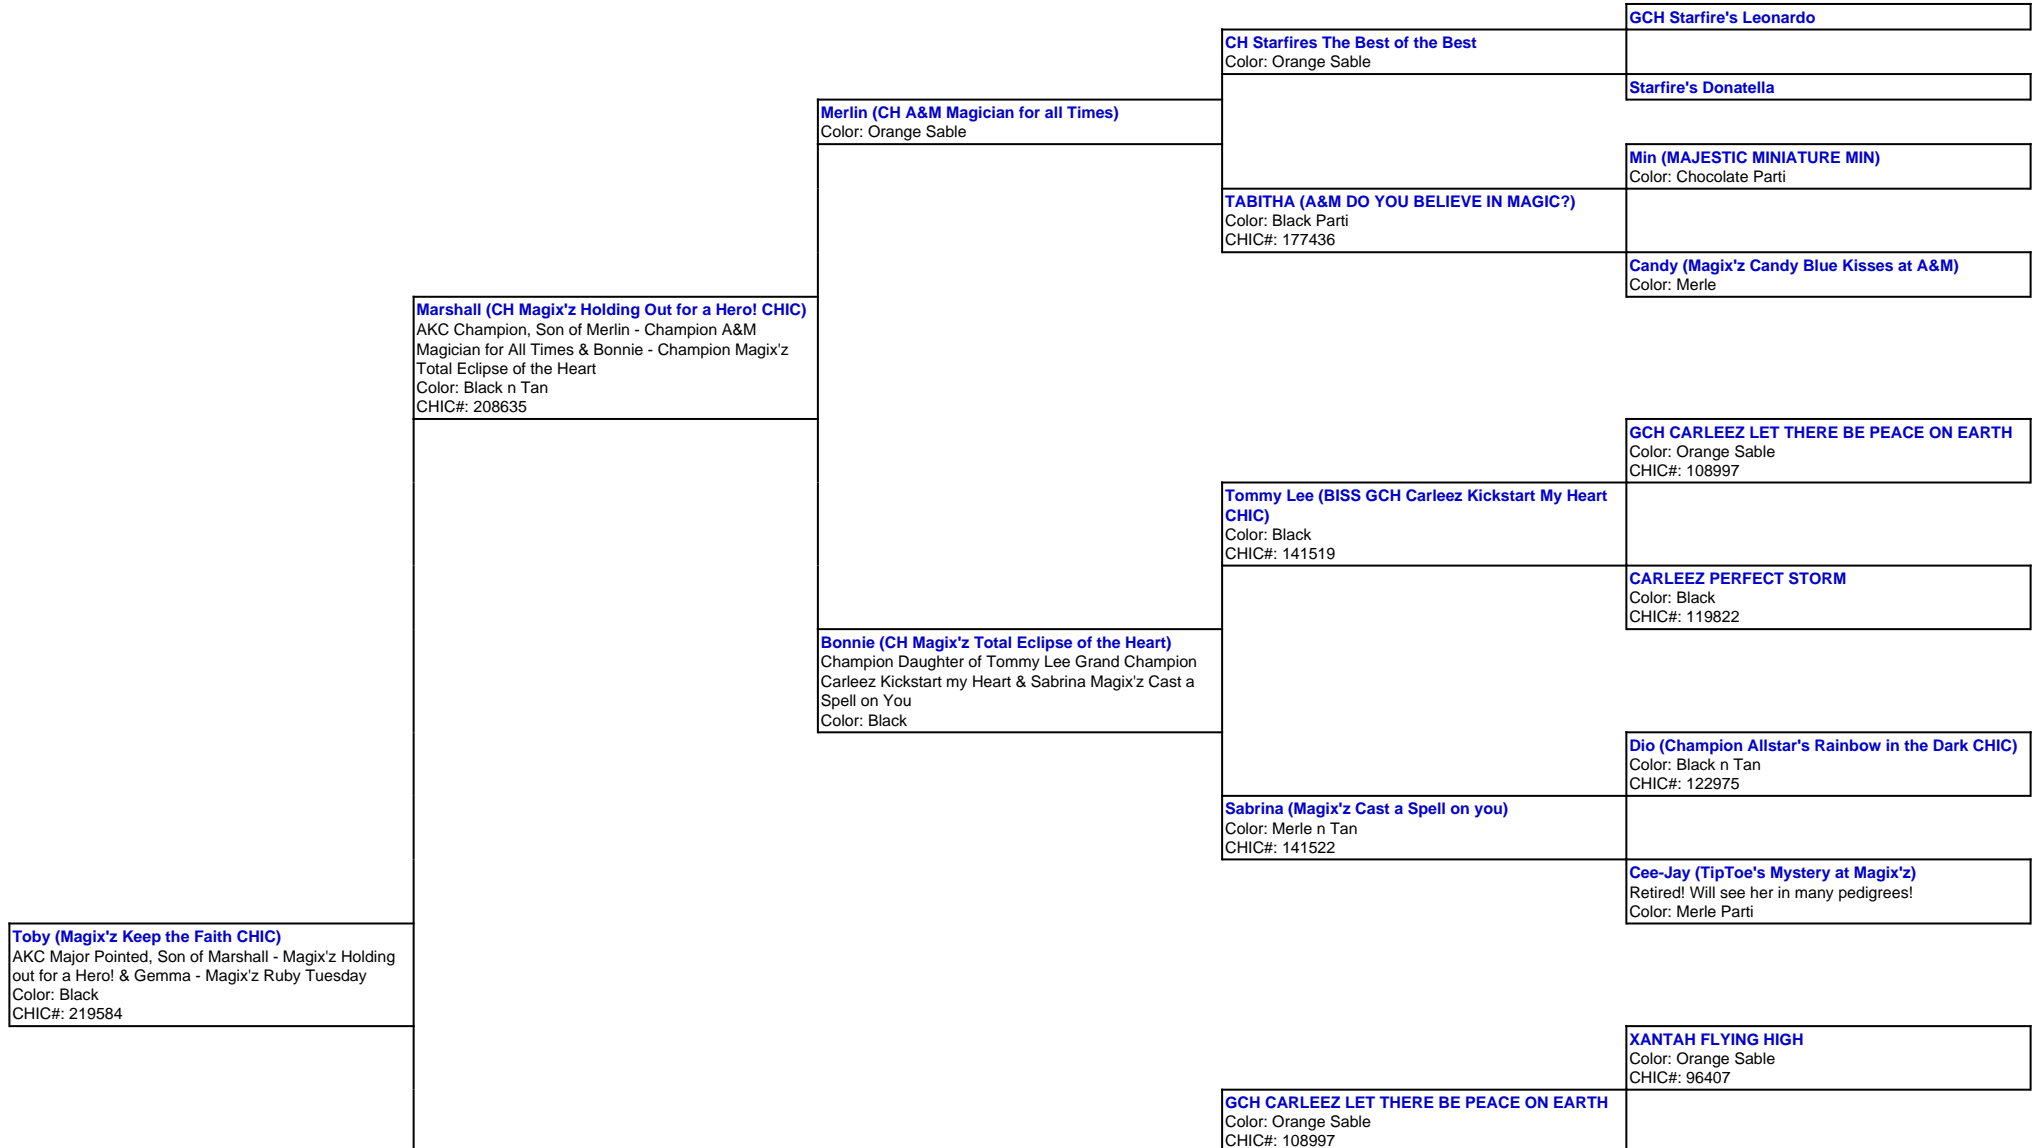 GCH Starfire's Leonardo
CH Starfires The Best of the Best
Color: Orange Sable
Starfire's Donatella
Merlin (CH A&M Magician for all Times)
Color: Orange Sable
Min (MAJESTIC MINIATURE MIN)
Color: Chocolate Parti
TABITHA (A&M DO YOU BELIEVE IN MAGIC?)
Color: Black Parti
CHIC#: 177436
Candy (Magix'z Candy Blue Kisses at A&M)
Color: Merle
Marshall (CH Magix'z Holding Out for a Hero! CHIC)
AKC Champion, Son of Merlin - Champion A&M
Magician for All Times & Bonnie - Champion Magix'z
Total Eclipse of the Heart
Color: Black n Tan
CHIC#: 208635
GCH CARLEEZ LET THERE BE PEACE ON EARTH
Color: Orange Sable
CHIC#: 108997
Tommy Lee (BISS GCH Carleez Kickstart My Heart
CHIC)
Color: Black
CHIC#: 141519
CARLEEZ PERFECT STORM
Color: Black
CHIC#: 119822
Bonnie (CH Magix'z Total Eclipse of the Heart)
Champion Daughter of Tommy Lee Grand Champion
Carleez Kickstart my Heart & Sabrina Magix'z Cast a
Spell on You
Color: Black
Dio (Champion Allstar's Rainbow in the Dark CHIC)
Color: Black n Tan
CHIC#: 122975
Sabrina (Magix'z Cast a Spell on you)
Color: Merle n Tan
CHIC#: 141522
Cee-Jay (TipToe's Mystery at Magix'z)
Retired! Will see her in many pedigrees!
Color: Merle Parti
Toby (Magix'z Keep the Faith CHIC)
AKC Major Pointed, Son of Marshall - Magix'z Holding
out for a Hero! & Gemma - Magix'z Ruby Tuesday
Color: Black
CHIC#: 219584
XANTAH FLYING HIGH
Color: Orange Sable
CHIC#: 96407
GCH CARLEEZ LET THERE BE PEACE ON EARTH
Color: Orange Sable
CHIC#: 108997